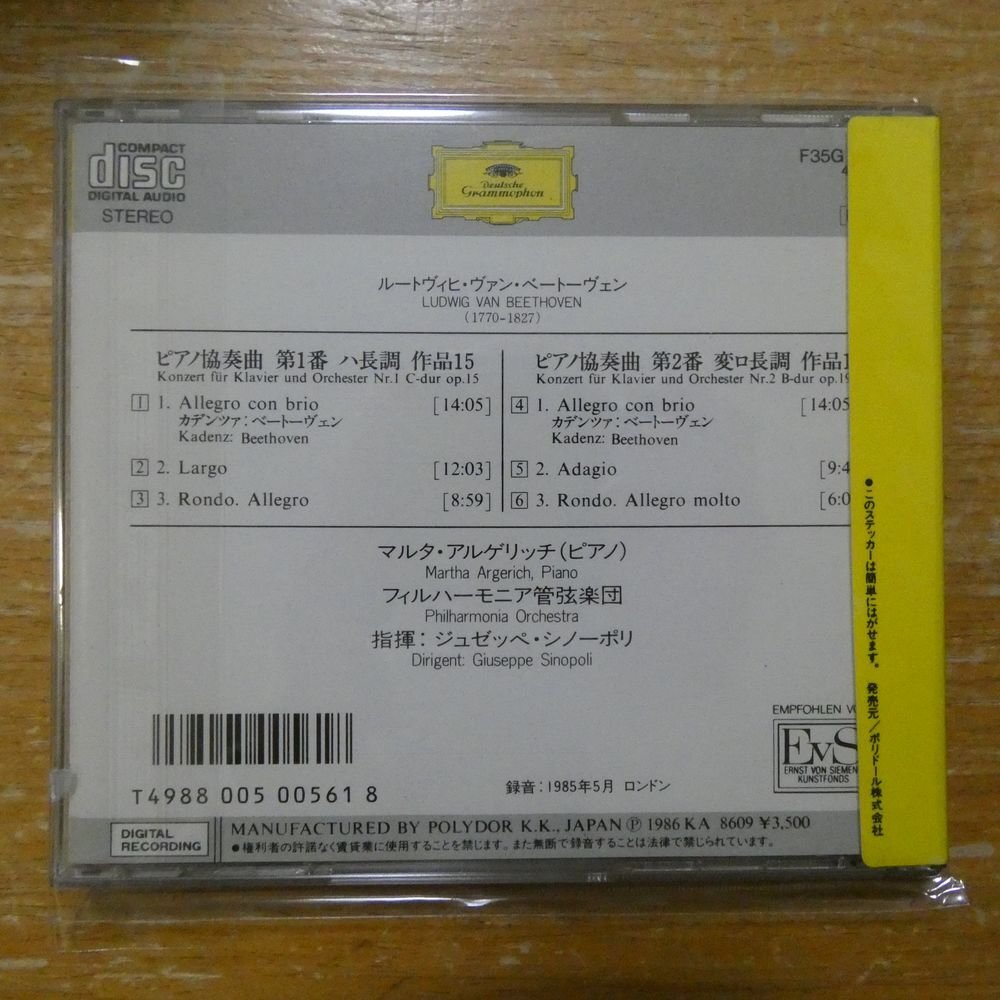 COMPACT
disc
DIGITAL AUDIO
STEREO
Deutsche
Grammophon
F35G
ルートヴィヒ・ヴァン・ベートーヴェン
LUDWIG VAN BEETHOVEN
(1770-1827)
ピアノ協奏曲 第1番 ハ長調 作品15
Konzert für Klavier und Orchester Nr.1 C-dur op.15
1 1. Allegro con brio [14:05]
カデンツァ：ベートーヴェン
Kadenz: Beethoven
2 2. Largo [12:03]
3 3. Rondo. Allegro [8:59]
ピアノ協奏曲 第2番 変ロ長調 作品1
Konzert für Klavier und Orchester Nr.2 B-dur op.19
4 1. Allegro con brio [14:05
カデンツァ：ベートーヴェン
Kadenz: Beethoven
5 2. Adagio [9:4
6 3. Rondo. Allegro molto [6:0
マルタ・アルゲリッチ（ピアノ）
Martha Argerich, Piano
フィルハーモニア管弦楽団
Philharmonia Orchestra
指揮：ジュゼッペ・シノーポリ
Dirigent: Giuseppe Sinopoli
T4988 005 005618
録音：1985年5月 ロンドン
EMPFOHLEN VO
EvS
ERNST VON SIEMEN
KUNSTFONDS
DIGITAL
RECORDING
MANUFACTURED BY POLYDOR K.K., JAPAN Ⓟ 1986 KA 8609 ¥3,500
●権利者の許諾なく賃貸業に使用することを禁じます。また無断で録音することは法律で禁じられています。
●このステッカーは簡単にはがせます。 発売元／ポリドール株式会社